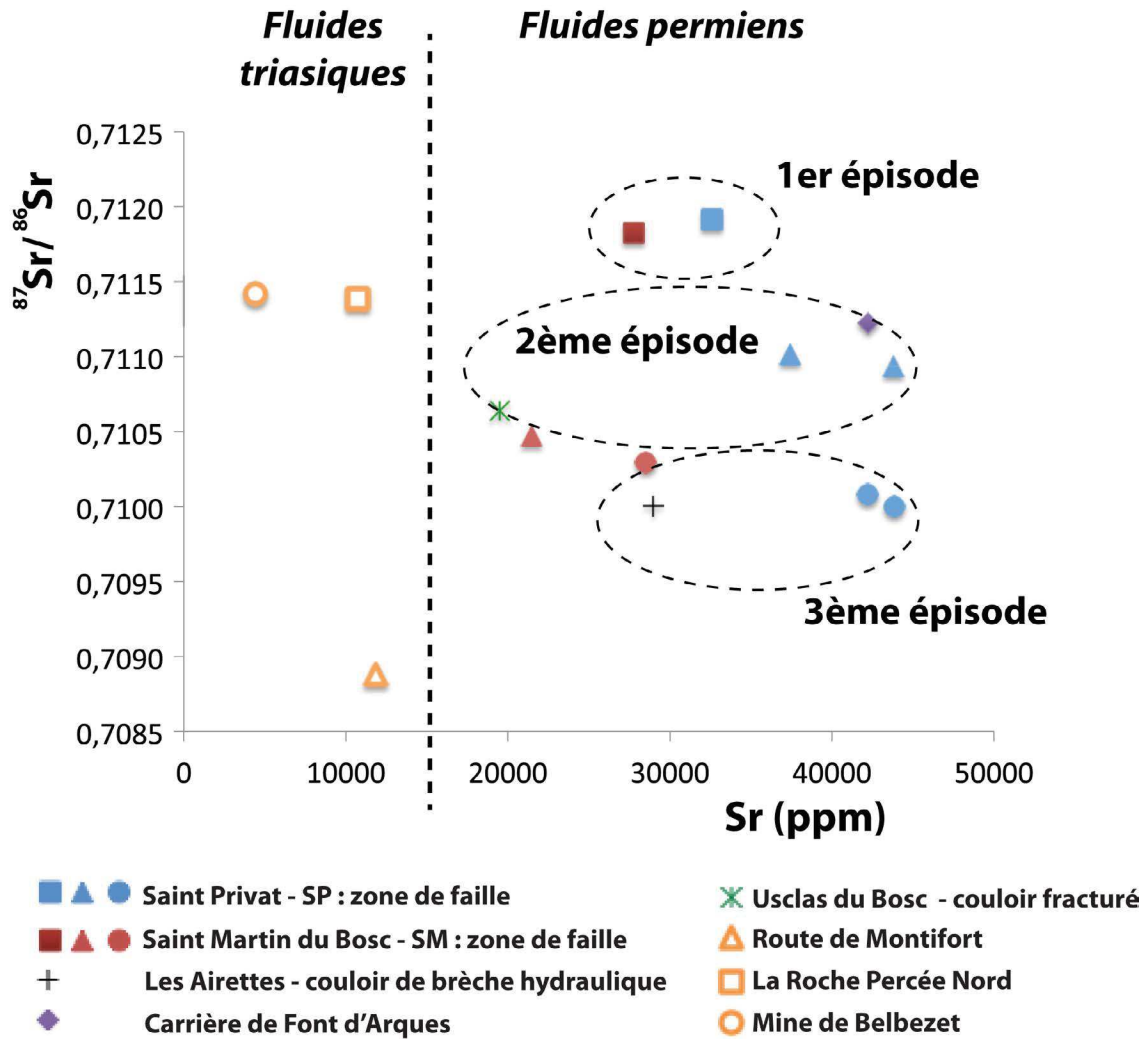 Fluides
triasiques
Fluides permiens
87Sr/ 86Sr
0,7125
0,7120
0,7115
0,7110
0,7105
0,7100
0,7095
0,7090
0,7085
1er épisode
2ème épisode
3ème épisode
0
10000
20000
30000
40000
50000
Sr (ppm)
Saint Privat - SP : zone de faille
Saint Martin du Bosc - SM : zone de faille
Les Airettes - couloir de brèche hydraulique
Carrière de Font d'Arques
Usclas du Bosc - couloir fracturé
Route de Montifort
La Roche Percée Nord
Mine de Belbezet